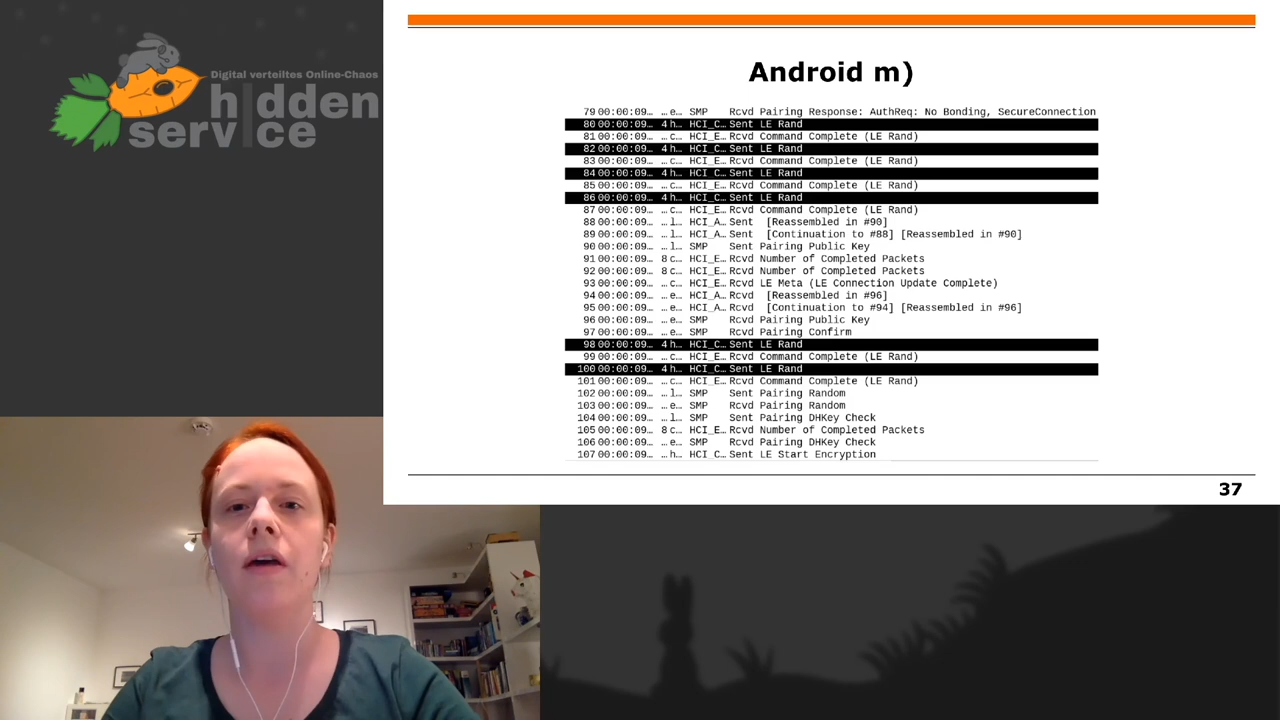 Digital verteiltes Online-Chaos
hidden
service
Android m)
79 00:00:09… …e… SMP Rcvd Pairing Response: AuthReq: No Bonding, SecureConnection
80 00:00:09… 4 h… HCI_C… Sent LE Rand
81 00:00:09… …c… HCI_E… Rcvd Command Complete (LE Rand)
82 00:00:09… 4 h… HCI_C… Sent LE Rand
83 00:00:09… …c… HCI_E… Rcvd Command Complete (LE Rand)
84 00:00:09… 4 h… HCI_C… Sent LE Rand
85 00:00:09… …c… HCI_E… Rcvd Command Complete (LE Rand)
86 00:00:09… 4 h… HCI_C… Sent LE Rand
87 00:00:09… …c… HCI_E… Rcvd Command Complete (LE Rand)
88 00:00:09… …l… HCI_A… Sent [Reassembled in #90]
89 00:00:09… …l… HCI_A… Sent [Continuation to #88] [Reassembled in #90]
90 00:00:09… …l… SMP Sent Pairing Public Key
91 00:00:09… 8 c… HCI_E… Rcvd Number of Completed Packets
92 00:00:09… 8 c… HCI_E… Rcvd Number of Completed Packets
93 00:00:09… …c… HCI_E… Rcvd LE Meta (LE Connection Update Complete)
94 00:00:09… …e… HCI_A… Rcvd [Reassembled in #96]
95 00:00:09… …e… HCI_A… Rcvd [Continuation to #94] [Reassembled in #96]
96 00:00:09… …e… SMP Rcvd Pairing Public Key
97 00:00:09… …e… SMP Rcvd Pairing Confirm
98 00:00:09… 4 h… HCI_C… Sent LE Rand
99 00:00:09… …c… HCI_E… Rcvd Command Complete (LE Rand)
100 00:00:09… 4 h… HCI_C… Sent LE Rand
101 00:00:09… …c… HCI_E… Rcvd Command Complete (LE Rand)
102 00:00:09… …l… SMP Sent Pairing Random
103 00:00:09… …e… SMP Rcvd Pairing Random
104 00:00:09… …l… SMP Sent Pairing DHKey Check
105 00:00:09… 8 c… HCI_E… Rcvd Number of Completed Packets
106 00:00:09… …e… SMP Rcvd Pairing DHKey Check
107 00:00:09… …h… HCI_C… Sent LE Start Encryption
37